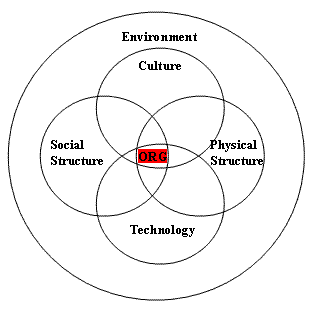 Environment
Culture
Social
Structure
ORG
Physical
Structure
Technology